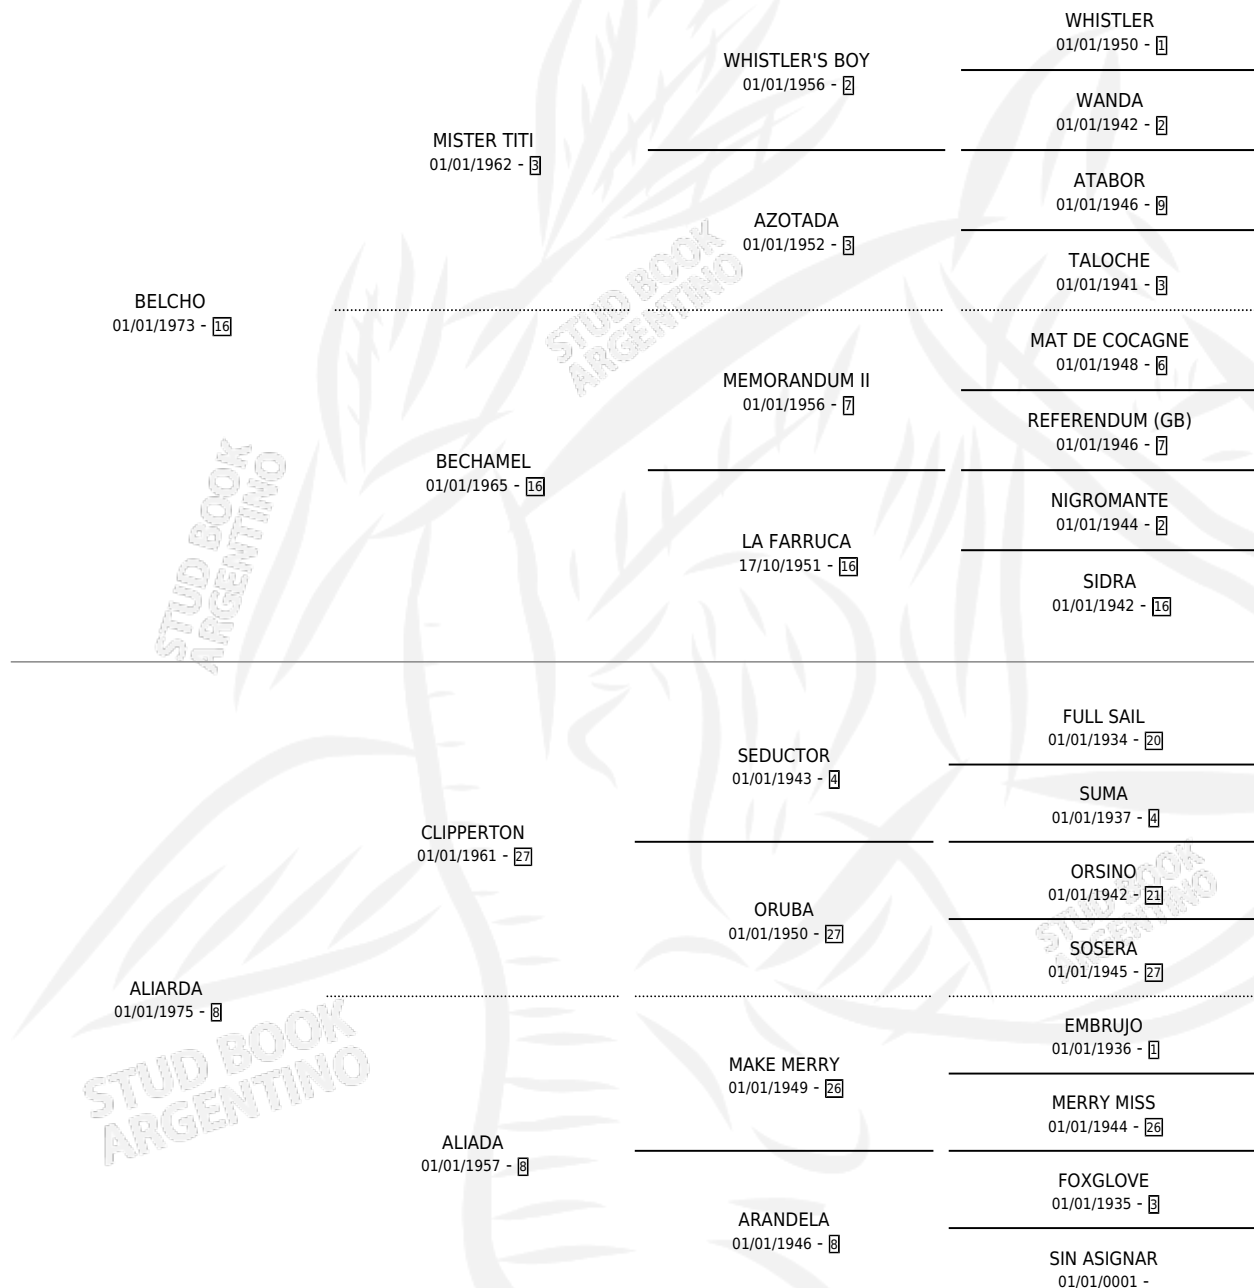 WHISTLER
01/01/1950 - 1
WHISTLER'S BOY
01/01/1956 - 2
WANDA
01/01/1942 - 2
MISTER TITI
01/01/1962 - 3
ATABOR
01/01/1946 - 9
AZOTADA
01/01/1952 - 3
TALOCHE
01/01/1941 - 3
BELCHO
01/01/1973 - 16
STUD BOOK
ARGENTINO
MAT DE COCAGNE
01/01/1948 - 6
MEMORANDUM II
01/01/1956 - 7
REFERENDUM (GB)
01/01/1946 - 7
BECHAMEL
01/01/1965 - 16
NIGROMANTE
01/01/1944 - 2
LA FARRUCA
17/10/1951 - 16
SIDRA
01/01/1942 - 16
STUD BOOK
ARGENTINO
FULL SAIL
01/01/1934 - 20
SEDUCTOR
01/01/1943 - 4
SUMA
01/01/1937 - 4
CLIPPERTON
01/01/1961 - 27
ORSINO
01/01/1942 - 21
ORUBA
01/01/1950 - 27
SOSERA
01/01/1945 - 27
STUD BOOK
ARGENTINO
ALIARDA
01/01/1975 - 8
EMBRUJO
01/01/1936 - 1
MAKE MERRY
01/01/1949 - 26
MERRY MISS
01/01/1944 - 26
STUD BOOK
ARGENTINO
ALIADA
01/01/1957 - 8
FOXGLOVE
01/01/1935 - 3
ARANDELA
01/01/1946 - 8
SIN ASIGNAR
01/01/0001 -